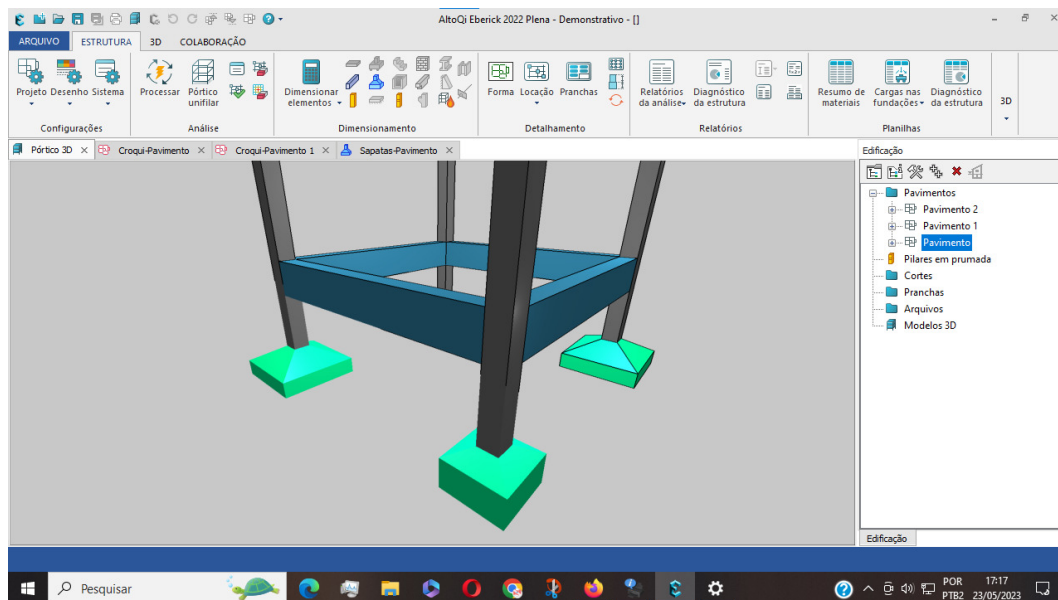 AltoQi Eberick 2022 Plena - Demonstrativo - []
ARQUIVO ESTRUTURA 3D COLABORAÇÃO
Projeto Desenho Sistema
Configurações
Processar Pórtico unifilar
Análise
Dimensionar elementos
Dimensionamento
Forma Locação Pranchas
Detalhamento
Relatórios da análise Diagnóstico da estrutura
Relatórios
Resumo de materiais Cargas nas fundações Diagnóstico da estrutura
Planilhas
3D
Pórtico 3D Croqui-Pavimento Croqui-Pavimento 1 Sapatas-Pavimento
Edificação
Pavimentos
Pavimento 2
Pavimento 1
Pavimento
Pilares em prumada
Cortes
Pranchas
Arquivos
Modelos 3D
Edificação
Pesquisar
POR 17:17
PTB2 23/05/2023